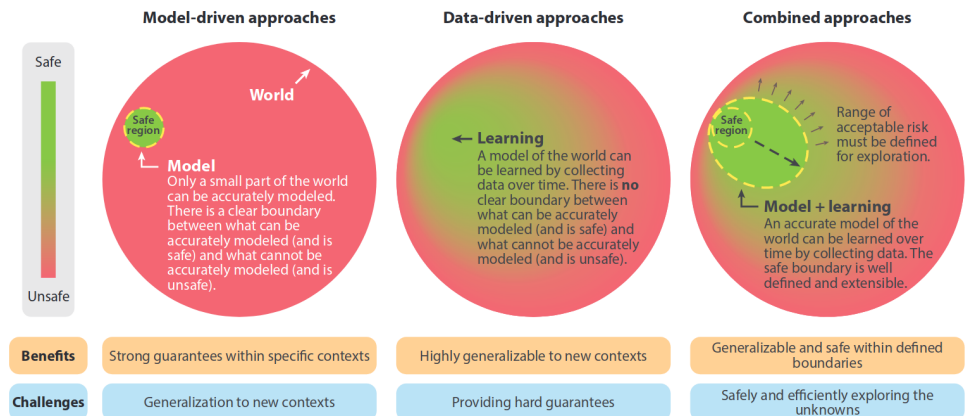 Model-driven approaches
Data-driven approaches
Combined approaches
Safe
Unsafe
World
Safe
region
Model
Only a small part of the world
can be accurately modeled.
There is a clear boundary
between what can be
accurately modeled (and is
safe) and what cannot be
accurately modeled (and is
unsafe).
Learning
A model of the world can
be learned by collecting
data over time. There is no
clear boundary between
what can be accurately
modeled (and is safe) and
what cannot be accurately
modeled (and is unsafe).
Safe
region
Range of
acceptable risk
must be defined
for exploration.
Model + learning
An accurate model of the
world can be learned over
time by collecting data. The
safe boundary is well
defined and extensible.
Benefits
Strong guarantees within specific contexts
Highly generalizable to new contexts
Generalizable and safe within defined
boundaries
Challenges
Generalization to new contexts
Providing hard guarantees
Safely and efficiently exploring the
unknowns